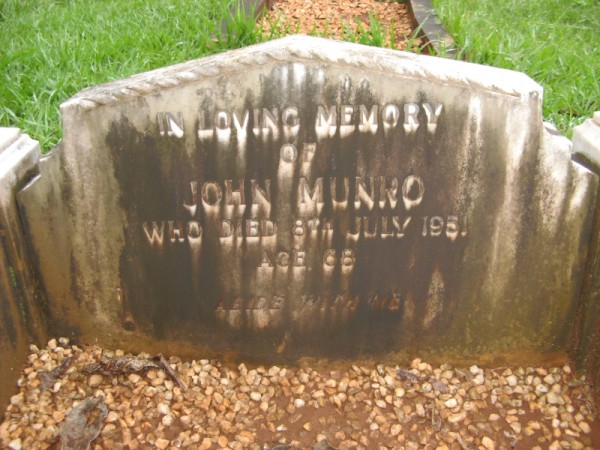 IN LOVING MEMORY
OF
JOHN MUNRO
WHO DIED 8TH JULY 1951
AGE 68
ABIDE WITH ME